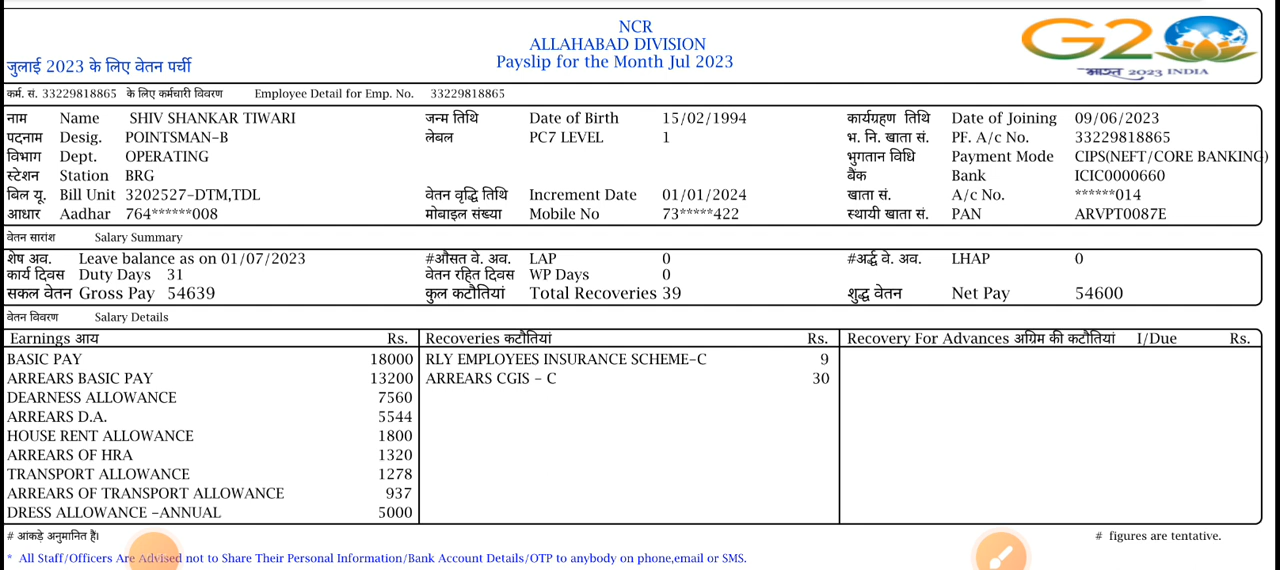 NCR
ALLAHABAD DIVISION
Payslip for the Month Jul 2023
G20
भारत 2023 INDIA
जुलाई 2023 के लिए वेतन पर्ची
कर्म. सं. 33229818865 के लिए कर्मचारी विवरण Employee Detail for Emp. No. 33229818865
नाम Name SHIV SHANKAR TIWARI जन्म तिथि Date of Birth 15/02/1994 कार्यग्रहण तिथि Date of Joining 09/06/2023
पदनाम Desig. POINTSMAN-B लेबल PC7 LEVEL 1 भ. नि. खाता सं. PF. A/c No. 33229818865
विभाग Dept. OPERATING भुगतान विधि Payment Mode CIPS(NEFT/CORE BANKING)
स्टेशन Station BRG बैंक Bank ICIC0000660
बिल यू. Bill Unit 3202527-DTM,TDL वेतन वृद्धि तिथि Increment Date 01/01/2024 खाता सं. A/c No. ******014
आधार Aadhar 764******008 मोबाइल संख्या Mobile No 73*****422 स्थायी खाता सं. PAN ARVPT0087E
वेतन सारांश Salary Summary
शेष अव. Leave balance as on 01/07/2023 #औसत वे. अव. LAP 0 #अर्द्ध वे. अव. LHAP 0
कार्य दिवस Duty Days 31 वेतन रहित दिवस WP Days 0
सकल वेतन Gross Pay 54639 कुल कटौतियां Total Recoveries 39 शुद्ध वेतन Net Pay 54600
वेतन विवरण Salary Details
Earnings आय Rs. Recoveries कटौतियां Rs. Recovery For Advances अग्रिम की कटौतियां I/Due Rs.
BASIC PAY 18000 RLY EMPLOYEES INSURANCE SCHEME-C 9
ARREARS BASIC PAY 13200 ARREARS CGIS - C 30
DEARNESS ALLOWANCE 7560
ARREARS D.A. 5544
HOUSE RENT ALLOWANCE 1800
ARREARS OF HRA 1320
TRANSPORT ALLOWANCE 1278
ARREARS OF TRANSPORT ALLOWANCE 937
DRESS ALLOWANCE -ANNUAL 5000
# आंकड़े अनुमानित हैं। # figures are tentative.
* All Staff/Officers Are Advised not to Share Their Personal Information/Bank Account Details/OTP to anybody on phone,email or SMS.